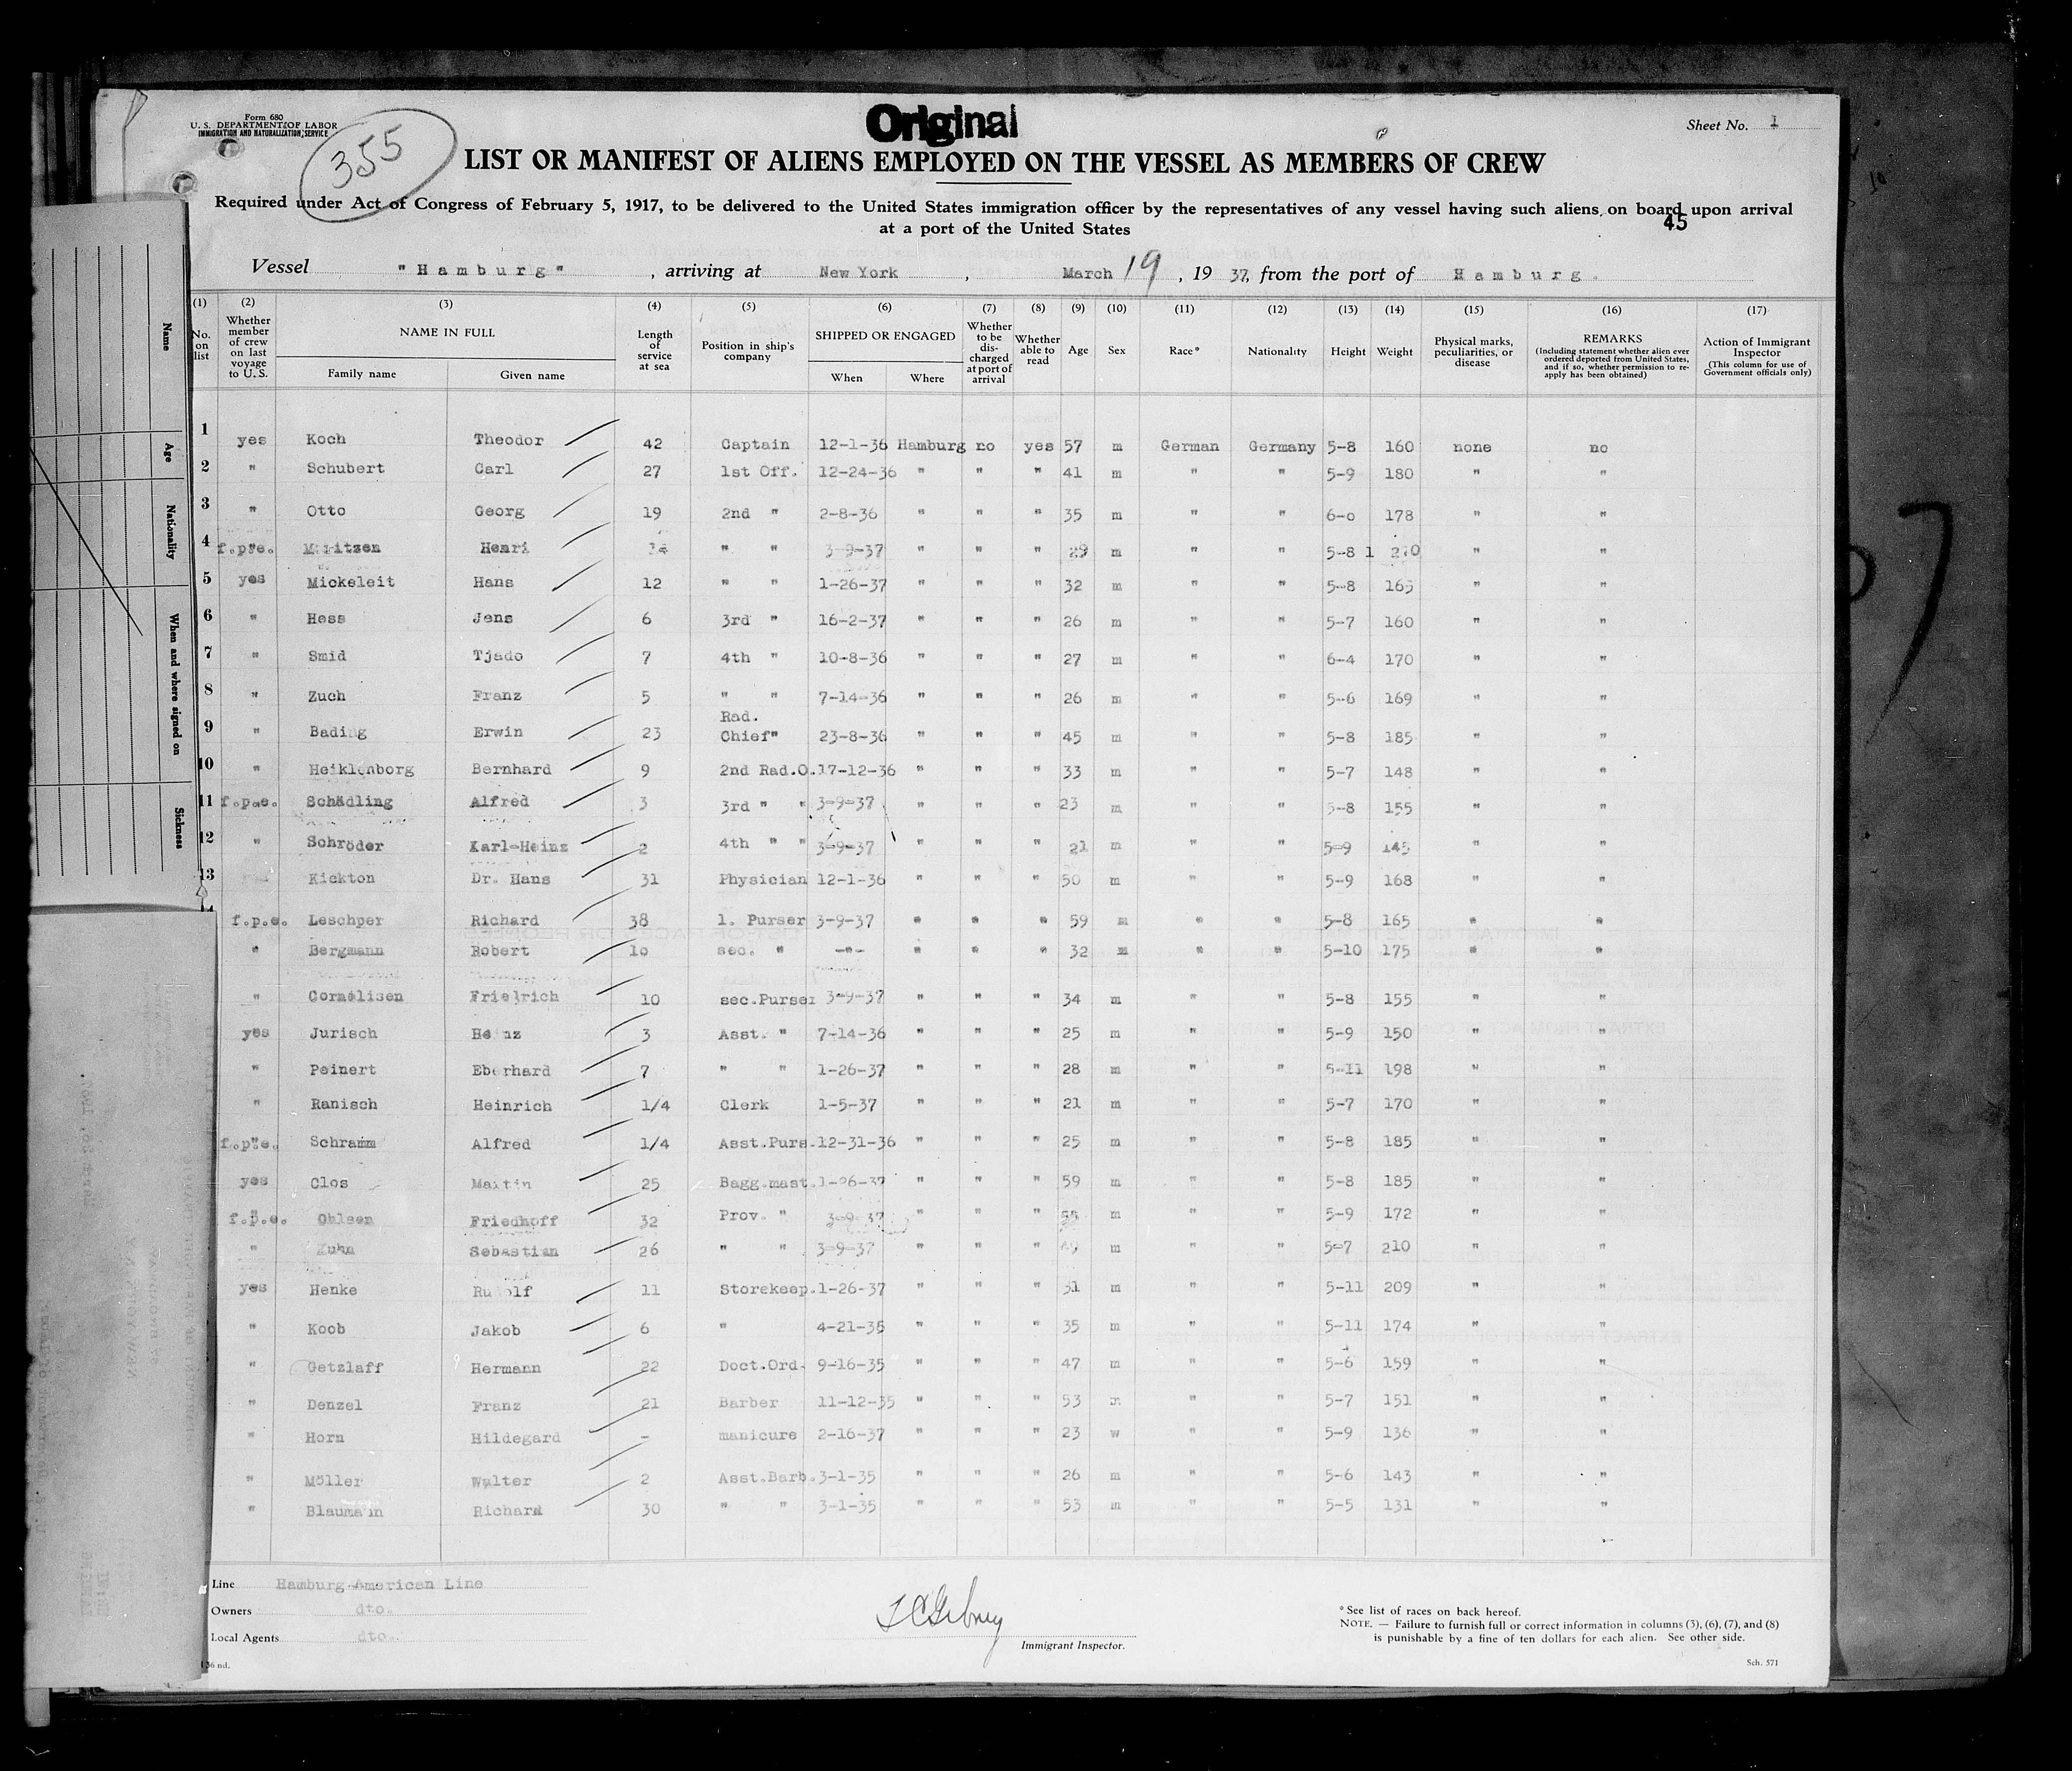 Original
Form 680
U. S. DEPARTMENT OF LABOR
IMMIGRATION AND NATURALIZATION SERVICE
355
Sheet No. 1
LIST OR MANIFEST OF ALIENS EMPLOYED ON THE VESSEL AS MEMBERS OF CREW
Required under Act of Congress of February 5, 1917, to be delivered to the United States immigration officer by the representatives of any vessel having such aliens on board upon arrival
at a port of the United States
45
Vessel "Hamburg", arriving at New York, March 19, 1937, from the port of Hamburg.
(1) (2) (3) (4) (5) (6) (7) (8) (9) (10) (11) (12) (13) (14) (15) (16) (17)
No. on list
Whether member of crew on last voyage to U.S.
NAME IN FULL
Family name
Given name
Length of service at sea
Position in ship's company
SHIPPED OR ENGAGED
When
Where
Whether to be discharged at port of arrival
Whether able to read
Age
Sex
Race*
Nationality
Height
Weight
Physical marks, peculiarities, or disease
REMARKS
(Including statement whether alien ever ordered deported from United States, and if so, whether permission to re-apply has been obtained)
Action of Immigrant Inspector
(This column for use of Government officials only)
1 yes Koch Theodor 42 Captain 12-1-36 Hamburg no yes 57 m German Germany 5-8 160 none no
2 " Schubert Carl 27 1st Off. 12-24-36 " " " 41 m " " 5-9 180 " "
3 " Otto Georg 19 2nd " 2-8-36 " " " 35 m " " 6-0 178 " "
4 f.p.e. Henri " " 3-9-37 " " " 29 m " " 5-8 " "
5 yes Mickeleit Hans 12 " " 1-26-37 " " " 32 m " " 5-8 165 " "
6 " Hess Jens 6 3rd " 16-2-37 " " " 26 m " " 5-7 160 " "
7 " Smid Tjado 7 4th " 10-8-36 " " " 27 m " " 6-4 170 " "
8 " Zuch Franz 5 " " 7-14-36 " " " 26 m " " 5-6 169 " "
9 " Bading Erwin 23 Rad. Chief" 23-8-36 " " " 45 m " " 5-8 185 " "
10 " Heiklenborg Bernhard 9 2nd Rad.O. 17-12-36 " " " 33 m " " 5-7 148 " "
11 f.p.e. Schädling Alfred 3 3rd " " 3-9-37 " " " 23 m " " 5-8 155 " "
12 " Schröder Karl-Heinz 2 4th " " 3-9-37 " " " 21 m " " 5-9 145 " "
13 Kickton Dr. Hans 31 Physician 12-1-36 " " " 50 m " " 5-9 168 " "
f.p.e. Leschper Richard 38 1. Purser 3-9-37 " " " 59 m " " 5-8 165 " "
" Bergmann Robert 10 sec. " -"- " " " 32 m " " 5-10 175 " "
" Cornélisen Friedrich 10 sec.Purser 3-9-37 " " " 34 m " " 5-8 155 " "
yes Jurisch Heinz 3 Asst. " 7-14-36 " " " 25 m " " 5-9 150 " "
" Peinert Eberhard 7 " " 1-26-37 " " " 28 m " " 5-11 198 " "
" Ranisch Heinrich 1/4 Clerk 1-5-37 " " " 21 m " " 5-7 170 " "
f.p.e. Schramm Alfred 1/4 Asst.Purs. 12-31-36 " " " 25 m " " 5-8 185 " "
yes Clos Martin 25 Bagg.mast. 1-26-37 " " " 59 m " " 5-8 185 " "
f.p.e. Ohlsen Friedhoff 32 Prov. " 3-9-37 " " " m " " 5-9 172 " "
" Kuhn Sebastian 26 " " 3-9-37 " " " m " " 5-7 210 " "
yes Henke Rudolf 11 Storekeep. 1-26-37 " " " 31 m " " 5-11 209 " "
" Koob Jakob 6 " 4-21-36 " " " 35 m " " 5-11 174 " "
" Getzlaff Hermann 22 Doct.Ord. 9-16-35 " " " 47 m " " 5-6 159 " "
" Denzel Franz 21 Barber 11-12-35 " " " 53 m " " 5-7 151 " "
" Horn Hildegard - manicure 2-16-37 " " " 23 w " " 5-9 136 " "
" Möller Walter 2 Asst.Barb. 3-1-35 " " " 26 m " " 5-6 143 " "
" Blaumann Richard 30 " " 3-1-35 " " " 53 m " " 5-5 131 " "
Line Hamburg-American Line
Owners dto.
Local Agents dto.
Immigrant Inspector.
*See list of races on back hereof.
NOTE. — Failure to furnish full or correct information in columns (3), (6), (7), and (8)
is punishable by a fine of ten dollars for each alien. See other side.
Sch. 571
Name
Age
Nationality
When and where signed on
Sickness